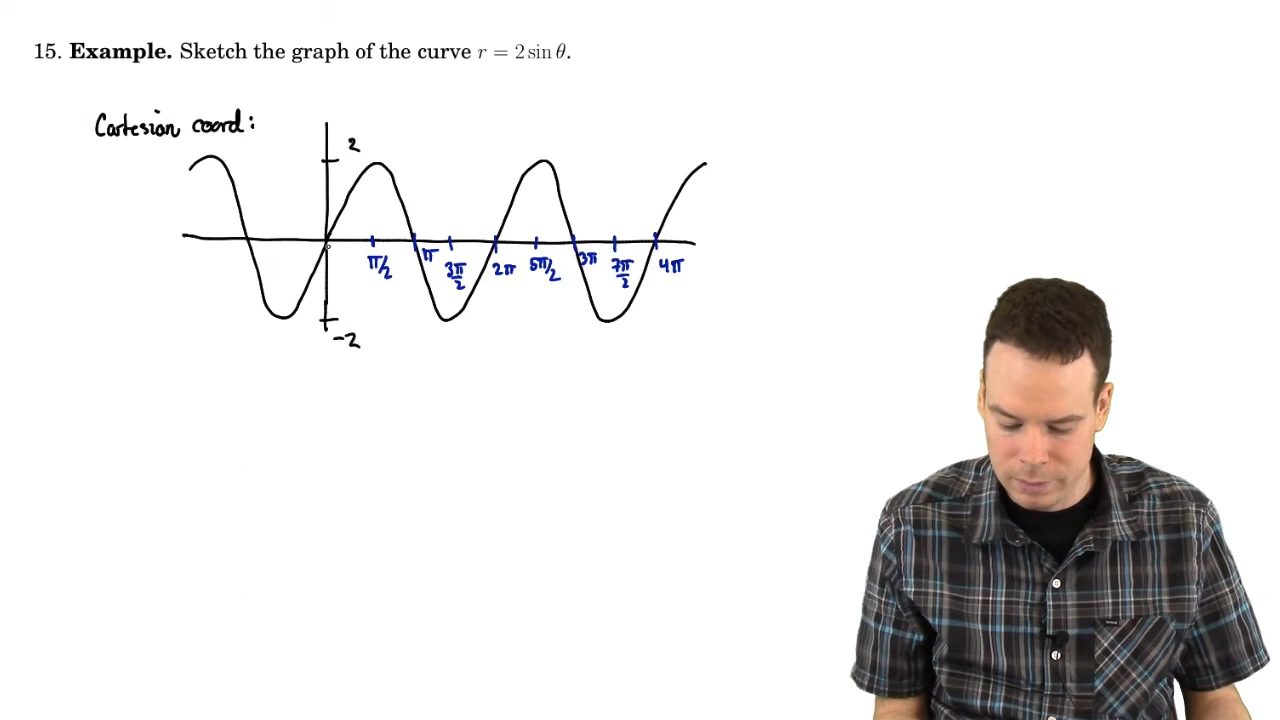 15. Example. Sketch the graph of the curve r = 2 sin θ.
Cartesian coord:
2
π/2 π 3π/2 2π 5π/2 3π 7π/2 4π
-2